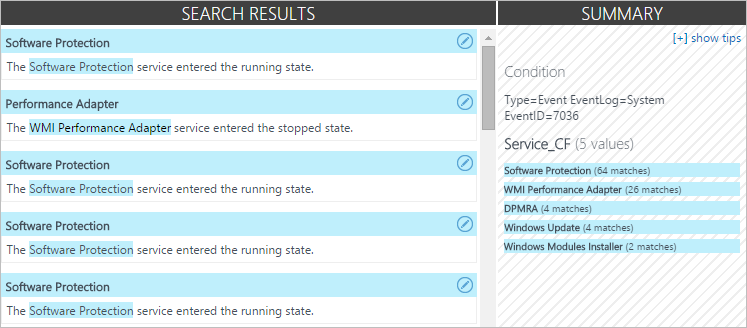 SEARCH RESULTS
Software Protection
The Software Protection service entered the running state.
Performance Adapter
The WMI Performance Adapter service entered the stopped state.
Software Protection
The Software Protection service entered the running state.
Software Protection
The Software Protection service entered the running state.
Software Protection
The Software Protection service entered the running state.
SUMMARY
[+] show tips
Condition
Type=Event EventLog=System
EventID=7036
Service_CF (5 values)
Software Protection (64 matches)
WMI Performance Adapter (26 matches)
DPMRA (4 matches)
Windows Update (4 matches)
Windows Modules Installer (2 matches)